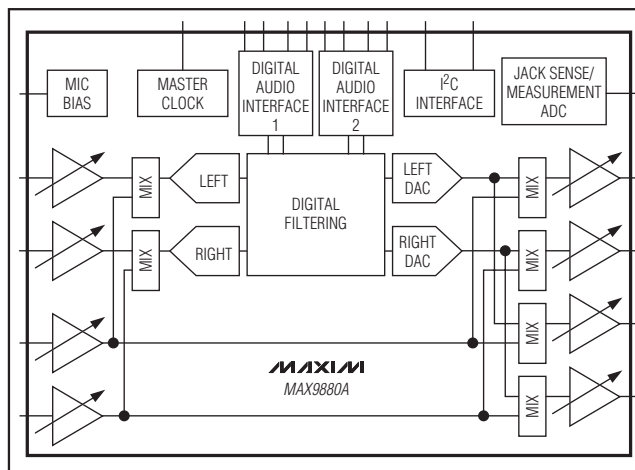 MIC
BIAS
MASTER
CLOCK
DIGITAL
AUDIO
INTERFACE
1
DIGITAL
AUDIO
INTERFACE
2
I²C
INTERFACE
JACK SENSE/
MEASUREMENT
ADC
MIX
LEFT
DIGITAL
FILTERING
LEFT
DAC
MIX
MIX
RIGHT
RIGHT
DAC
MIX
MIX
MAXIM
MAX9880A
MIX